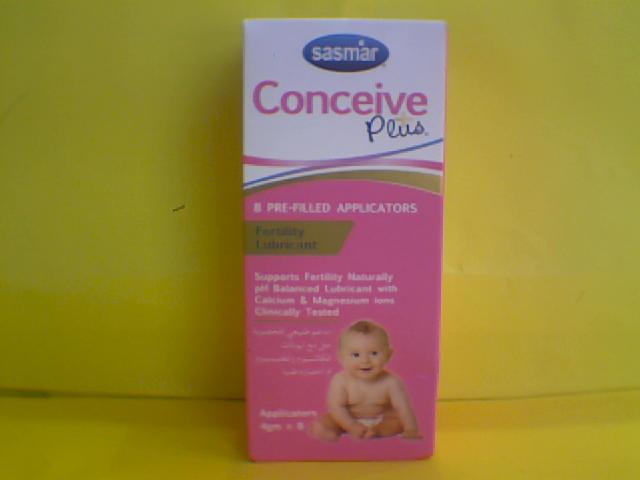 sasmar
Conceive
Plus
8 PRE-FILLED APPLICATORS
Fertility
Lubricant
Supports Fertility Naturally
pH Balanced Lubricant with
Calcium & Magnesium ions
Clinically Tested
Applicators
4gm x 8